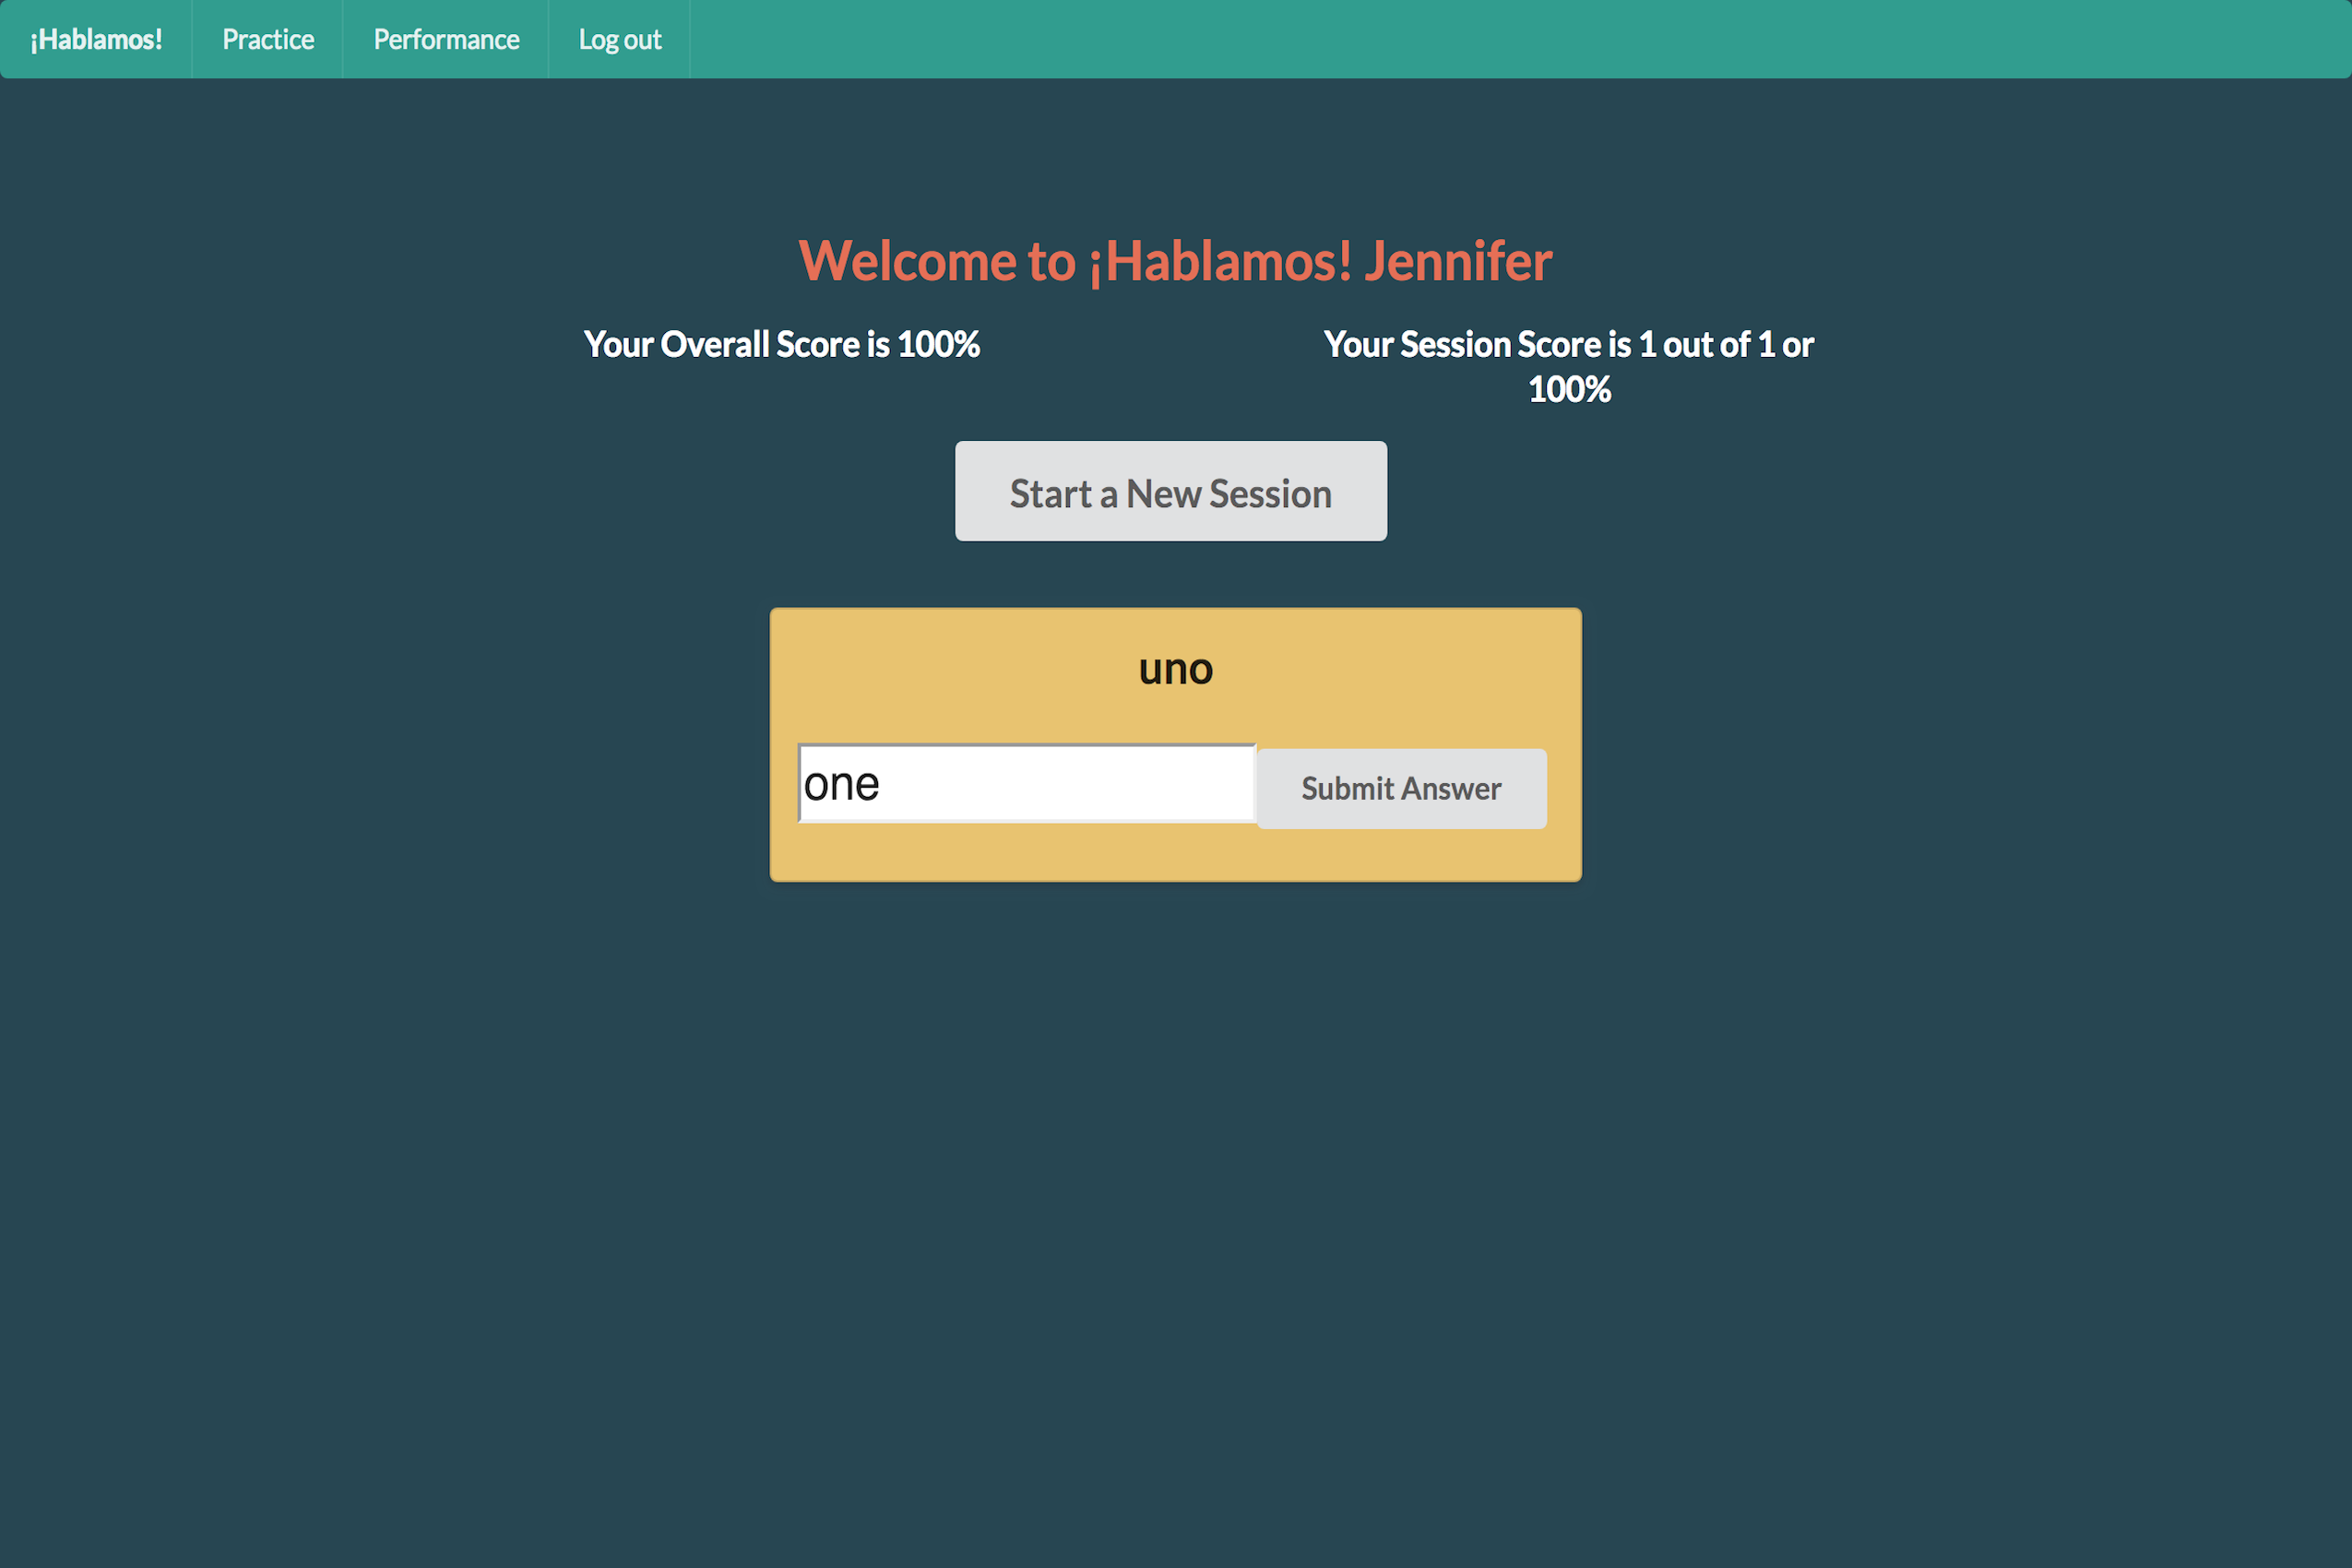 ¡Hablamos! Practice Performance Log out
Welcome to ¡Hablamos! Jennifer
Your Overall Score is 100%
Your Session Score is 1 out of 1 or
100%
Start a New Session
uno
one
Submit Answer